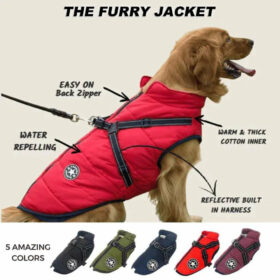 THE FURRY JACKET
EASY ON
Back Zipper
WATER
REPELLING
WARM & THICK
COTTON INNER
REFLECTIVE BUILT
IN HARNESS
5 AMAZING
COLORS